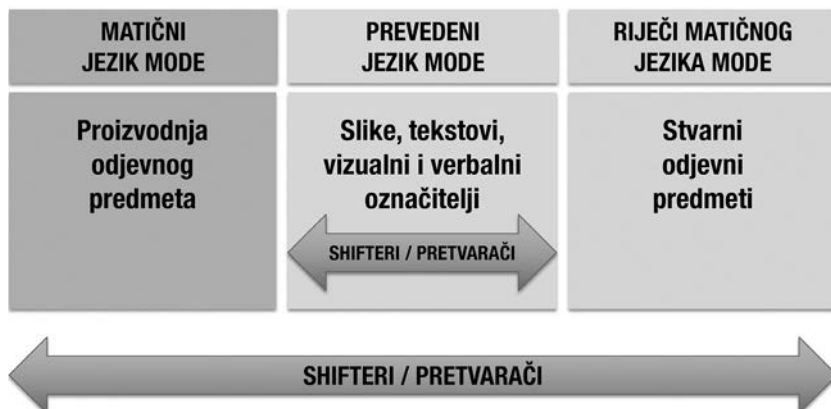 MATIČNI
JEZIK MODE
PREVEDENI
JEZIK MODE
RIJEČI MATIČNOG
JEZIKA MODE
Proizvodnja
odjevnog
predmeta
Slike, tekstovi,
vizualni i verbalni
označitelji
SHIFTERI / PRETVARAČI
Stvarni
odjevni
predmeti
SHIFTERI / PRETVARAČI